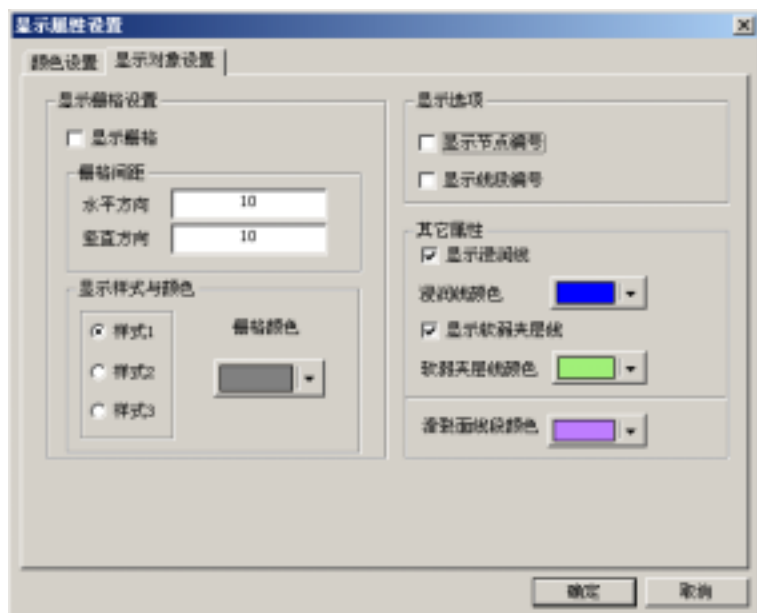 显示属性设置
颜色设置 显示对象设置
显示栅格设置
显示栅格
栅格间距
水平方向 10
竖直方向 10
显示样式与颜色
样式1
样式2
样式3
栅格颜色
显示选项
显示节点编号
显示线段编号
其它属性
显示浸润线
浸润线颜色
显示软弱夹层线
软弱夹层线颜色
滑裂面线段颜色
确定 取消